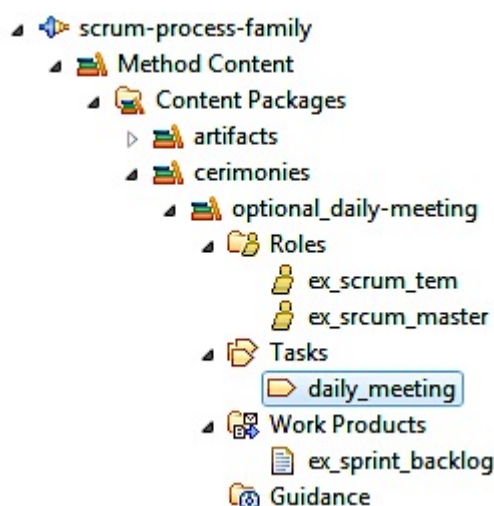 scrum-process-family
Method Content
Content Packages
artifacts
cerimonies
optional_daily-meeting
Roles
ex_scrum_tem
ex_srcum_master
Tasks
daily_meeting
Work Products
ex_sprint_backlog
Guidance